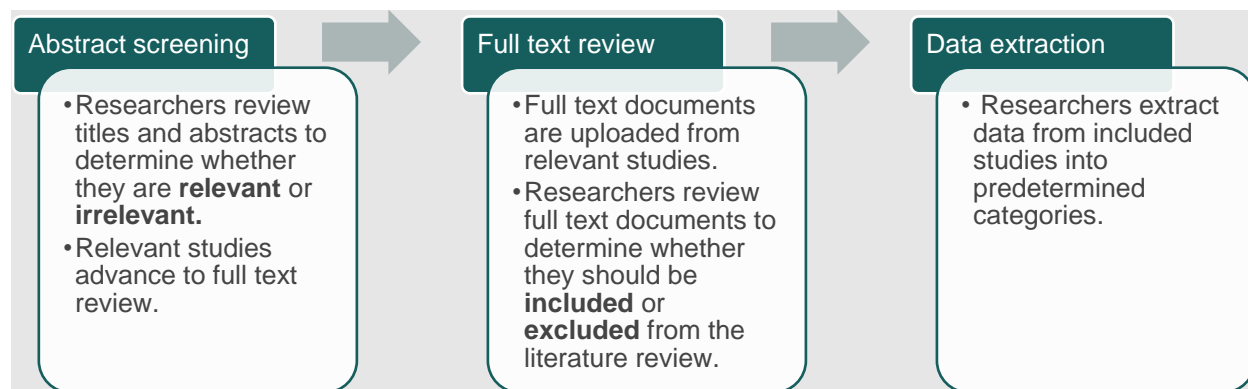 Abstract screening
•Researchers review
titles and abstracts to
determine whether
they are relevant or
irrelevant.
•Relevant studies
advance to full text
review.
Full text review
•Full text documents
are uploaded from
relevant studies.
•Researchers review
full text documents to
determine whether
they should be
included or
excluded from the
literature review.
Data extraction
• Researchers extract
data from included
studies into
predetermined
categories.